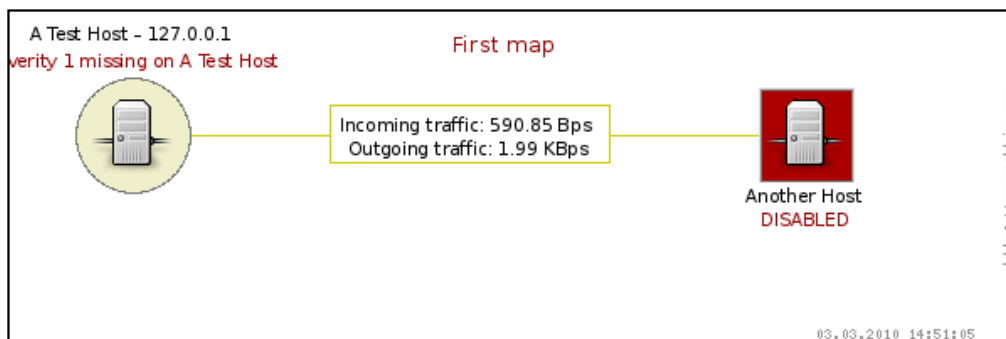 A Test Host – 127.0.0.1
verity 1 missing on A Test Host
First map
Incoming traffic: 590.85 Bps
Outgoing traffic: 1.99 KBps
Another Host
DISABLED
03.03.2010 14:51:05